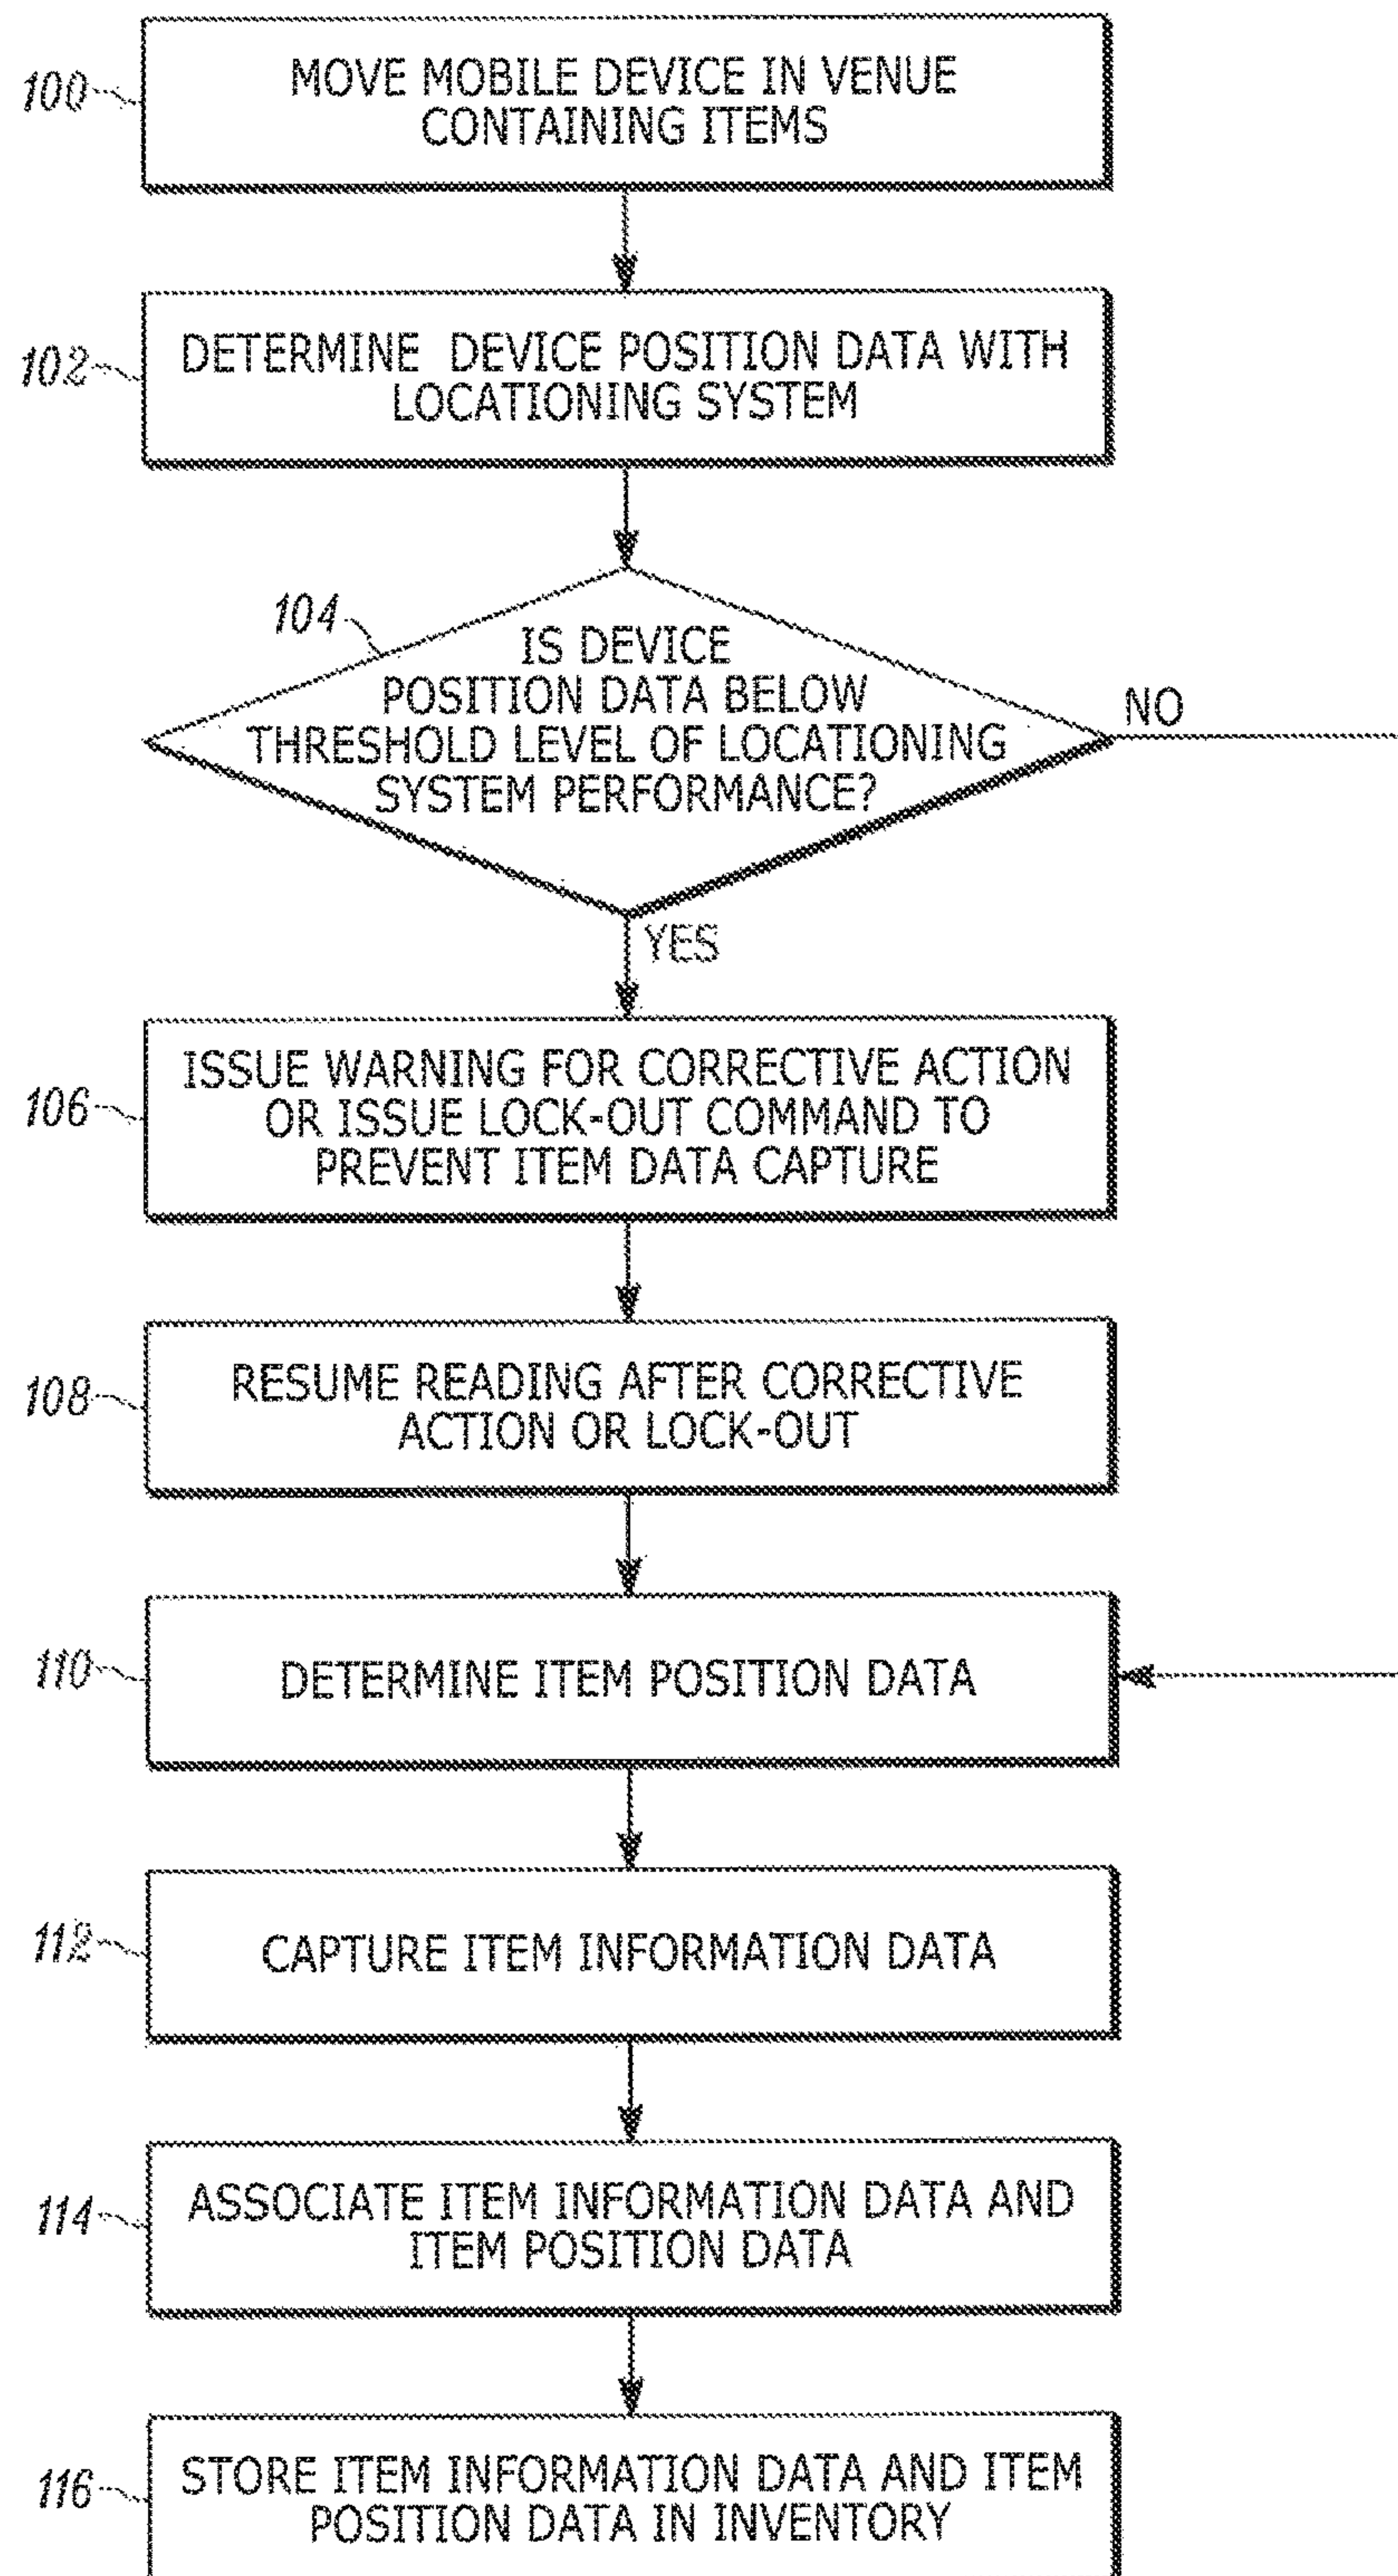 100
MOVE MOBILE DEVICE IN VENUE
CONTAINING ITEMS
102
DETERMINE DEVICE POSITION DATA WITH
LOCATIONING SYSTEM
104
IS DEVICE
POSITION DATA BELOW
THRESHOLD LEVEL OF LOCATIONING
SYSTEM PERFORMANCE?
NO
YES
106
ISSUE WARNING FOR CORRECTIVE ACTION
OR ISSUE LOCK-OUT COMMAND TO
PREVENT ITEM DATA CAPTURE
108
RESUME READING AFTER CORRECTIVE
ACTION OR LOCK-OUT
110
DETERMINE ITEM POSITION DATA
112
CAPTURE ITEM INFORMATION DATA
114
ASSOCIATE ITEM INFORMATION DATA AND
ITEM POSITION DATA
116
STORE ITEM INFORMATION DATA AND ITEM
POSITION DATA IN INVENTORY